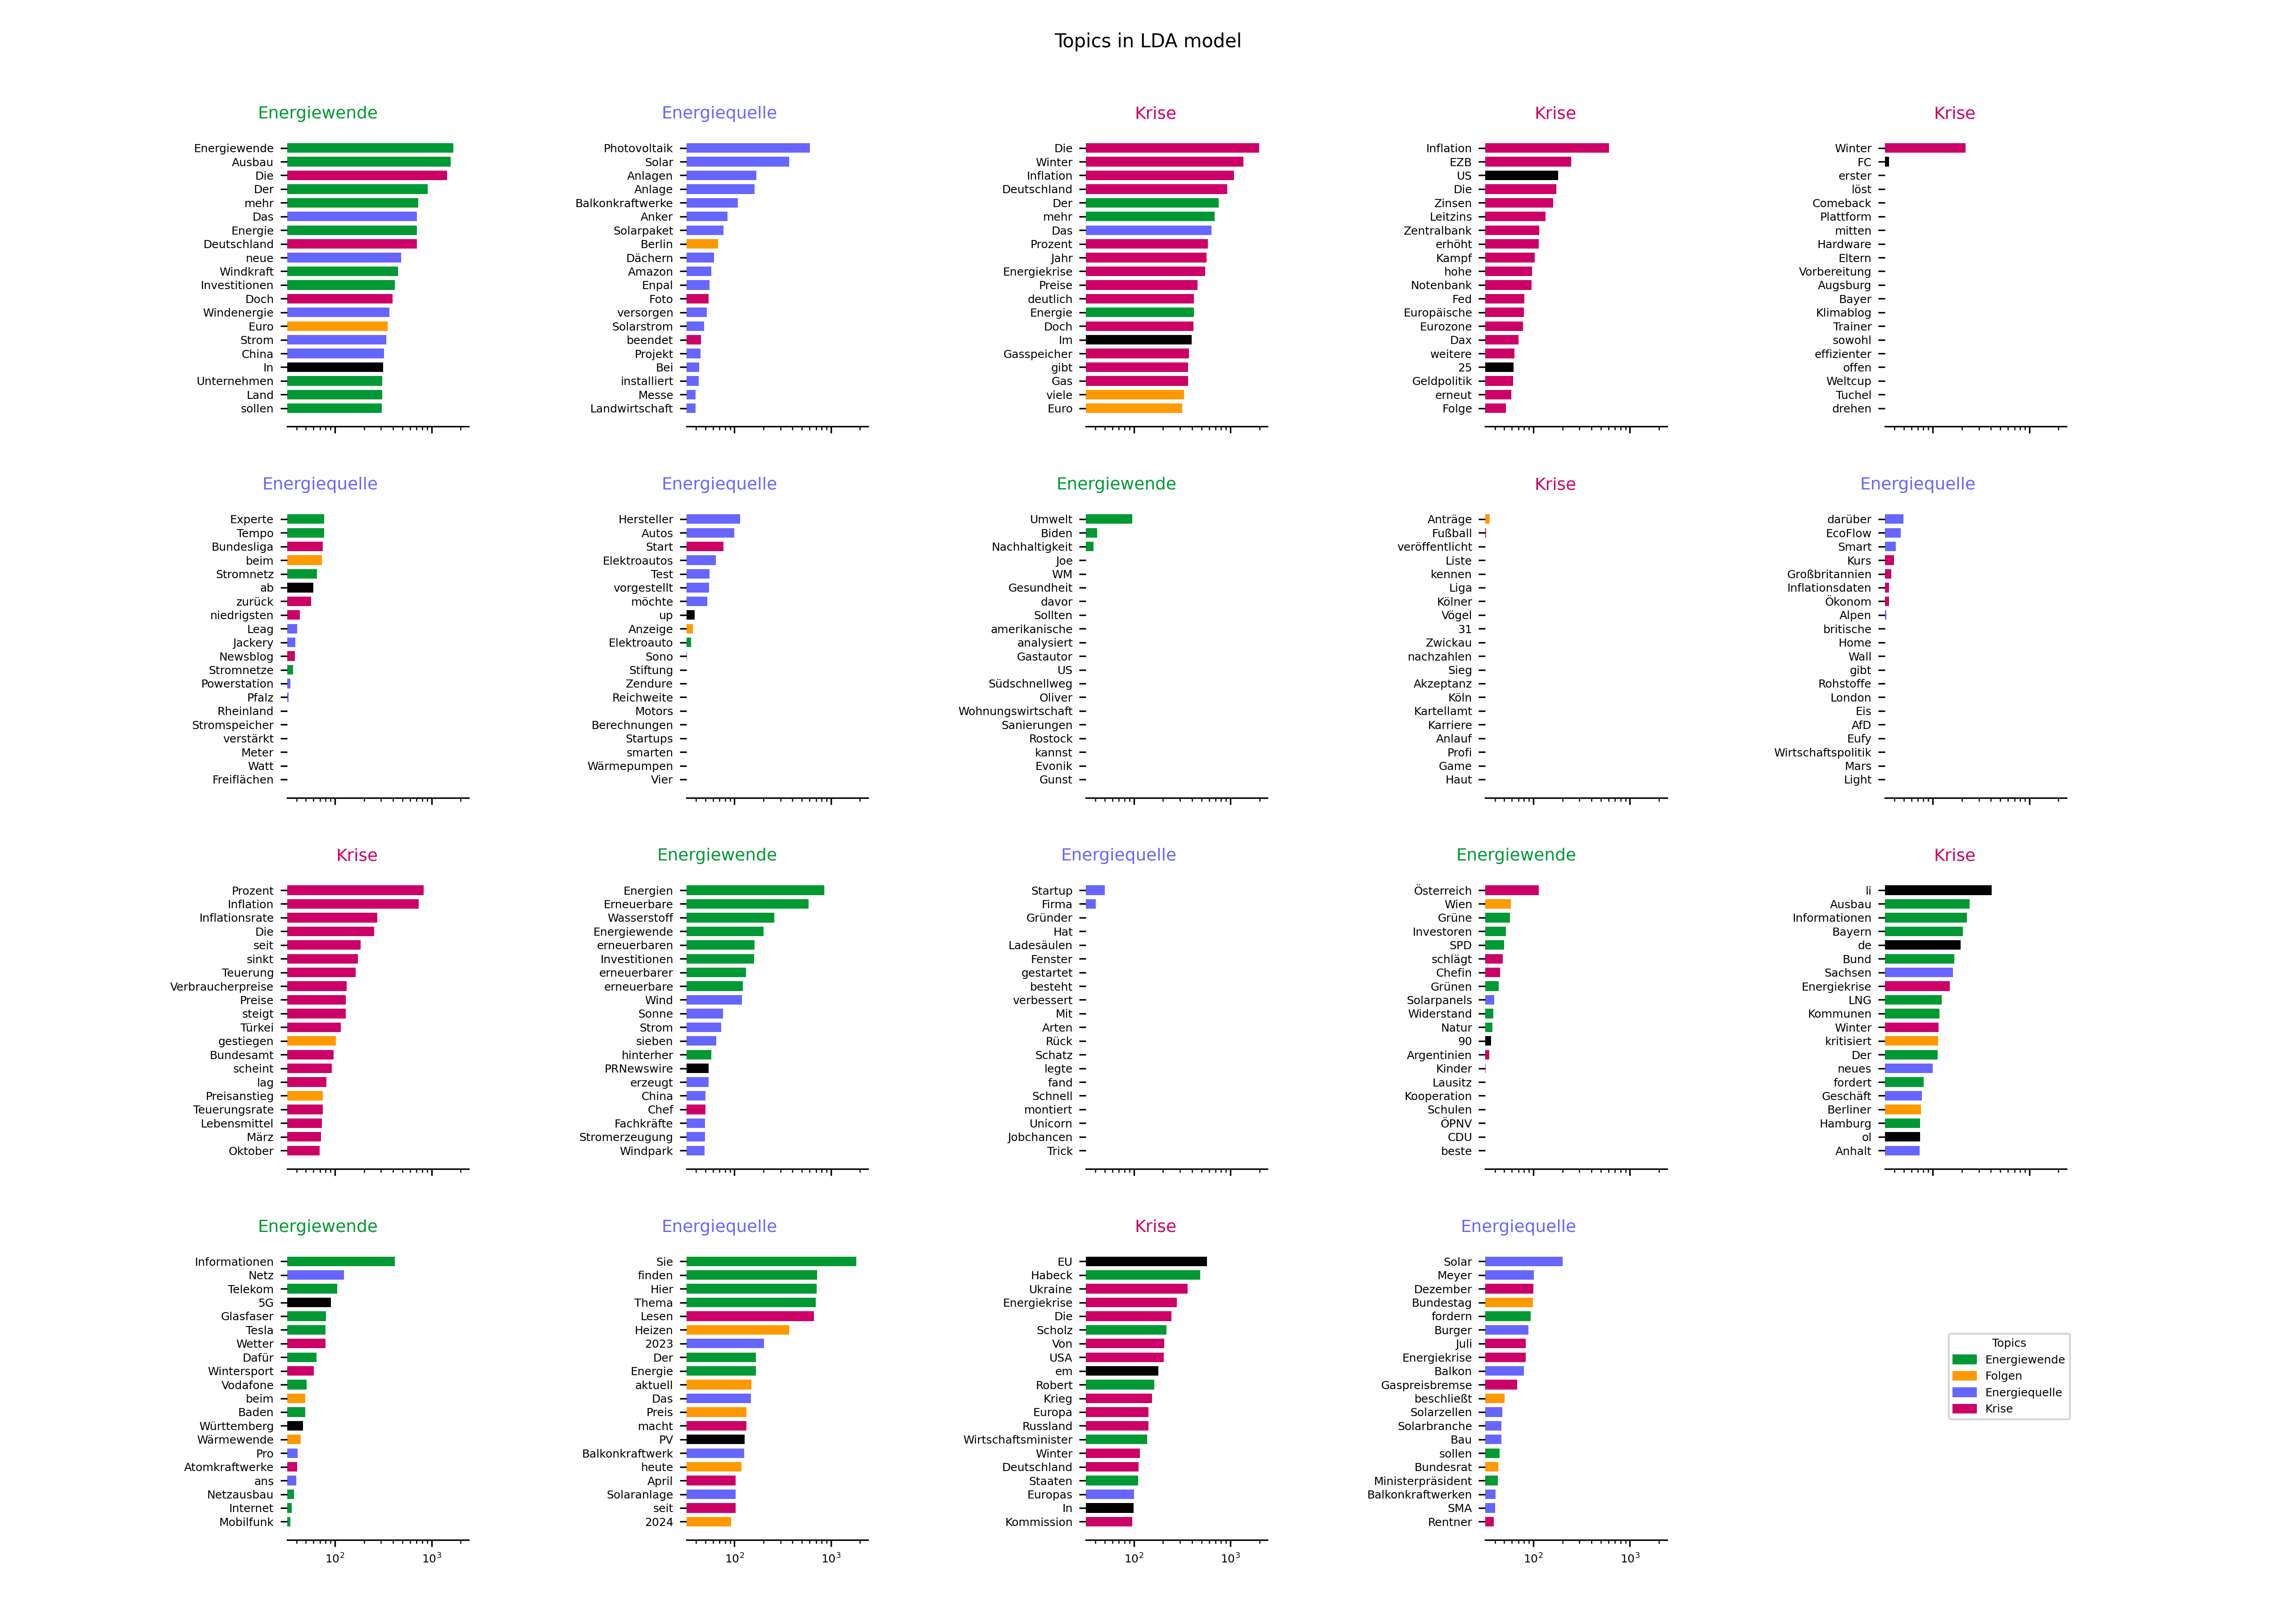 Topics in LDA model
Energiewende
Energiewende
Ausbau
Die
Der
mehr
Das
Energie
Deutschland
neue
Windkraft
Investitionen
Doch
Windenergie
Euro
Strom
China
In
Unternehmen
Land
sollen
Energiequelle
Photovoltaik
Solar
Anlagen
Anlage
Balkonkraftwerke
Anker
Solarpaket
Berlin
Dächern
Amazon
Enpal
Foto
versorgen
Solarstrom
beendet
Projekt
Bei
installiert
Messe
Landwirtschaft
Krise
Die
Winter
Inflation
Deutschland
Der
mehr
Das
Prozent
Jahr
Energiekrise
Preise
deutlich
Energie
Doch
Im
Gasspeicher
gibt
Gas
viele
Euro
Krise
Inflation
EZB
US
Die
Zinsen
Leitzins
Zentralbank
erhöht
Kampf
hohe
Notenbank
Fed
Europäische
Eurozone
Dax
weitere
25
Geldpolitik
erneut
Folge
Krise
Winter
FC
erster
löst
Comeback
Plattform
mitten
Hardware
Eltern
Vorbereitung
Augsburg
Bayer
Klimablog
Trainer
sowohl
effizienter
offen
Weltcup
Tuchel
drehen
Energiequelle
Experte
Tempo
Bundesliga
beim
Stromnetz
ab
zurück
niedrigsten
Leag
Jackery
Newsblog
Stromnetze
Powerstation
Pfalz
Rheinland
Stromspeicher
verstärkt
Meter
Watt
Freiflächen
Energiequelle
Hersteller
Autos
Start
Elektroautos
Test
vorgestellt
möchte
up
Anzeige
Elektroauto
Sono
Stiftung
Zendure
Reichweite
Motors
Berechnungen
Startups
smarten
Wärmepumpen
Vier
Energiewende
Umwelt
Biden
Nachhaltigkeit
Joe
WM
Gesundheit
davor
Sollten
amerikanische
analysiert
Gastautor
US
Südschnellweg
Oliver
Wohnungswirtschaft
Sanierungen
Rostock
kannst
Evonik
Gunst
Krise
Anträge
Fußball
veröffentlicht
Liste
kennen
Liga
Kölner
Vögel
31
Zwickau
nachzahlen
Sieg
Akzeptanz
Köln
Kartellamt
Karriere
Anlauf
Profi
Game
Haut
Energiequelle
darüber
EcoFlow
Smart
Kurs
Großbritannien
Inflationsdaten
Ökonom
Alpen
britische
Home
Wall
gibt
Rohstoffe
London
Eis
AfD
Eufy
Wirtschaftspolitik
Mars
Light
Krise
Prozent
Inflation
Inflationsrate
Die
seit
sinkt
Teuerung
Verbraucherpreise
Preise
steigt
Türkei
gestiegen
Bundesamt
scheint
lag
Preisanstieg
Teuerungsrate
Lebensmittel
März
Oktober
Energiewende
Energien
Erneuerbare
Wasserstoff
Energiewende
erneuerbaren
Investitionen
erneuerbarer
erneuerbare
Wind
Sonne
Strom
sieben
hinterher
PRNewswire
erzeugt
China
Chef
Fachkräfte
Stromerzeugung
Windpark
Energiequelle
Startup
Firma
Gründer
Hat
Ladesäulen
Fenster
gestartet
besteht
verbessert
Mit
Arten
Rück
Schatz
legte
fand
Schnell
montiert
Unicorn
Jobchancen
Trick
Energiewende
Österreich
Wien
Grüne
Investoren
SPD
schlägt
Chefin
Grünen
Solarpanels
Widerstand
Natur
90
Argentinien
Kinder
Lausitz
Kooperation
Schulen
ÖPNV
CDU
beste
Krise
li
Ausbau
Informationen
Bayern
de
Bund
Sachsen
Energiekrise
LNG
Kommunen
Winter
kritisiert
Der
neues
fordert
Geschäft
Berliner
Hamburg
ol
Anhalt
Energiewende
Informationen
Netz
Telekom
5G
Glasfaser
Tesla
Wetter
Dafür
Wintersport
Vodafone
beim
Baden
Württemberg
Wärmewende
Pro
Atomkraftwerke
ans
Netzausbau
Internet
Mobilfunk
10²
10³
Energiequelle
Sie
finden
Hier
Thema
Lesen
Heizen
2023
Der
Energie
aktuell
Das
Preis
macht
PV
Balkonkraftwerk
heute
April
Solaranlage
seit
2024
10²
10³
Krise
EU
Habeck
Ukraine
Energiekrise
Die
Scholz
Von
USA
em
Robert
Krieg
Europa
Russland
Wirtschaftsminister
Winter
Deutschland
Staaten
Europas
In
Kommission
10²
10³
Energiequelle
Solar
Meyer
Dezember
Bundestag
fordern
Burger
Juli
Energiekrise
Balkon
Gaspreisbremse
beschließt
Solarzellen
Solarbranche
Bau
sollen
Bundesrat
Ministerpräsident
Balkonkraftwerken
SMA
Rentner
10²
10³
Topics
Energiewende
Folgen
Energiequelle
Krise